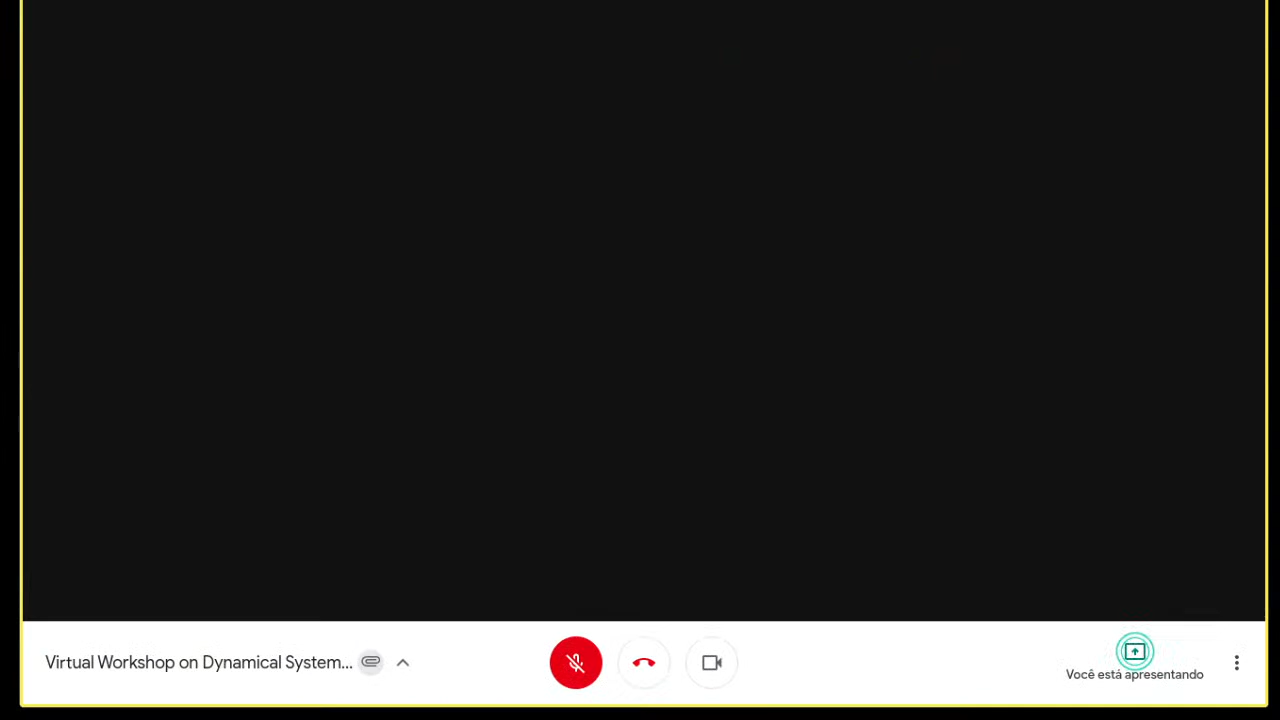 Virtual Workshop on Dynamical System...
Você está apresentando